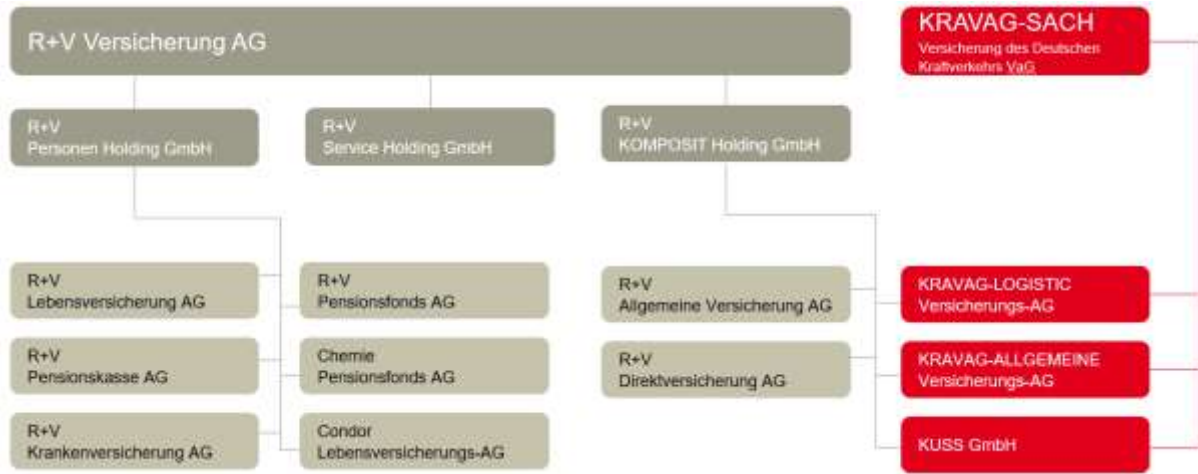 R+V Versicherung AG
KRAVAG-SACH
Versicherung des Deutschen
Kraftverkehrs VaG
R+V
Personen Holding GmbH
R+V
Service Holding GmbH
R+V
KOMPOSIT Holding GmbH
R+V
Lebensversicherung AG
R+V
Pensionsfonds AG
R+V
Allgemeine Versicherung AG
KRAVAG-LOGISTIC
Versicherungs-AG
R+V
Pensionskasse AG
Chemie
Pensionsfonds AG
R+V
Direktversicherung AG
KRAVAG-ALLGEMEINE
Versicherungs-AG
R+V
Krankenversicherung AG
Condor
Lebensversicherungs-AG
KUSS GmbH